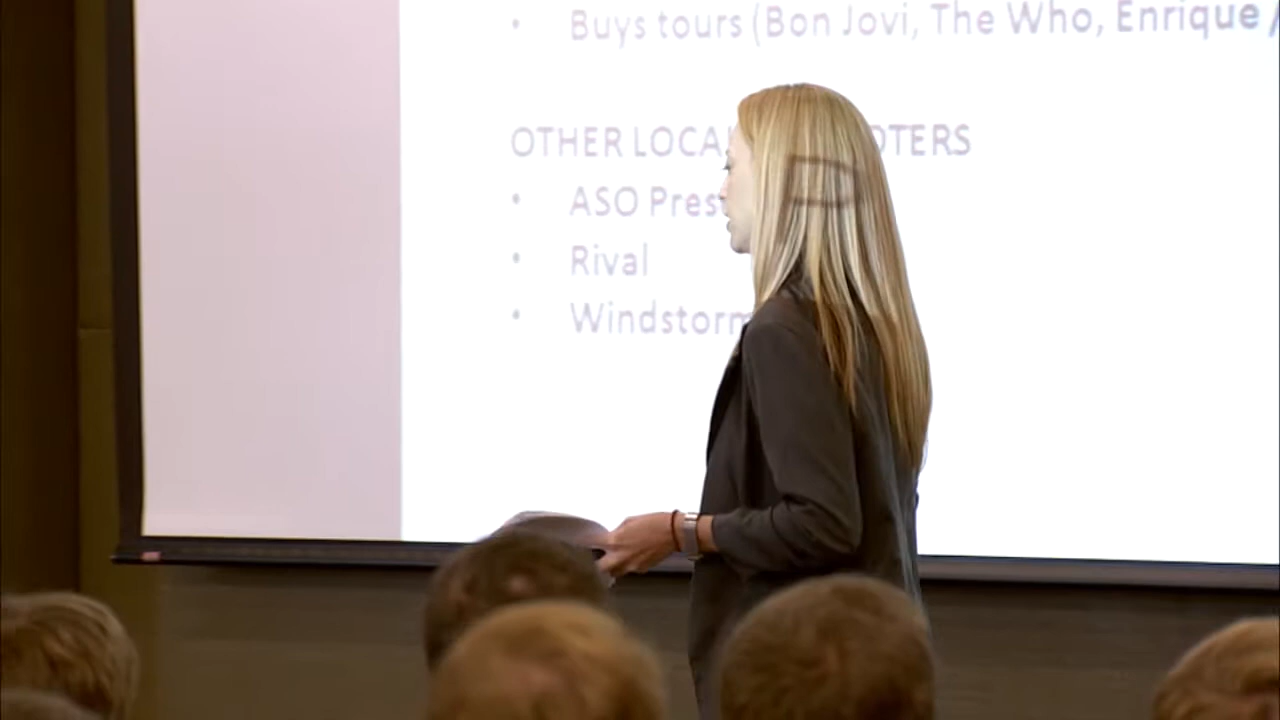 • Buys tours (Bon Jovi, The Who, Enrique /
OTHER LOCAL OTERS
• ASO Pres
• Rival
• Windstorm